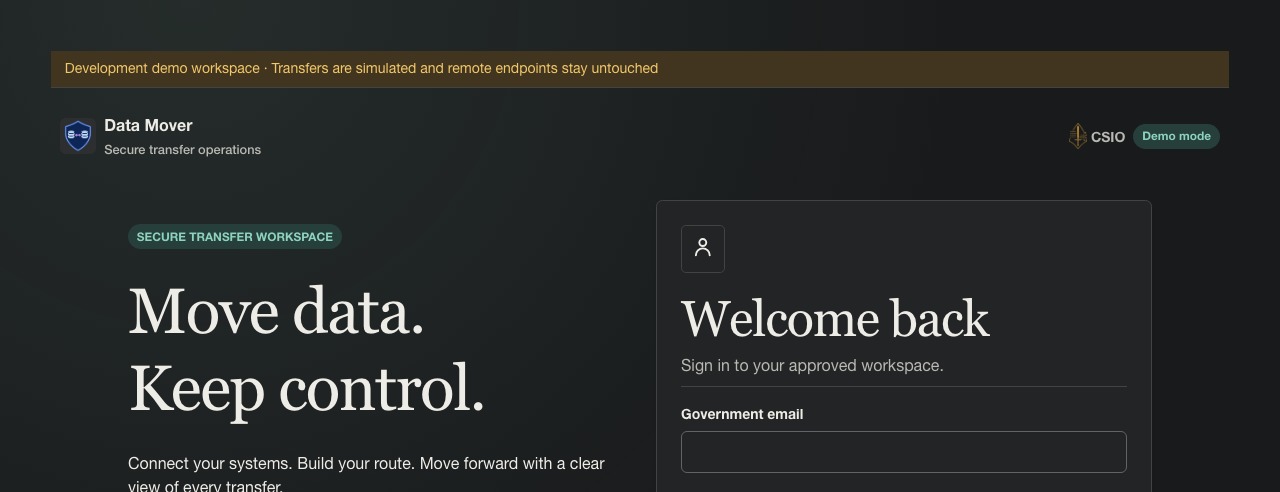 Development demo workspace · Transfers are simulated and remote endpoints stay untouched
Data Mover
Secure transfer operations
CSIO
Demo mode
SECURE TRANSFER WORKSPACE
Move data.
Keep control.
Connect your systems. Build your route. Move forward with a clear
view of every transfer.
Welcome back
Sign in to your approved workspace.
Government email